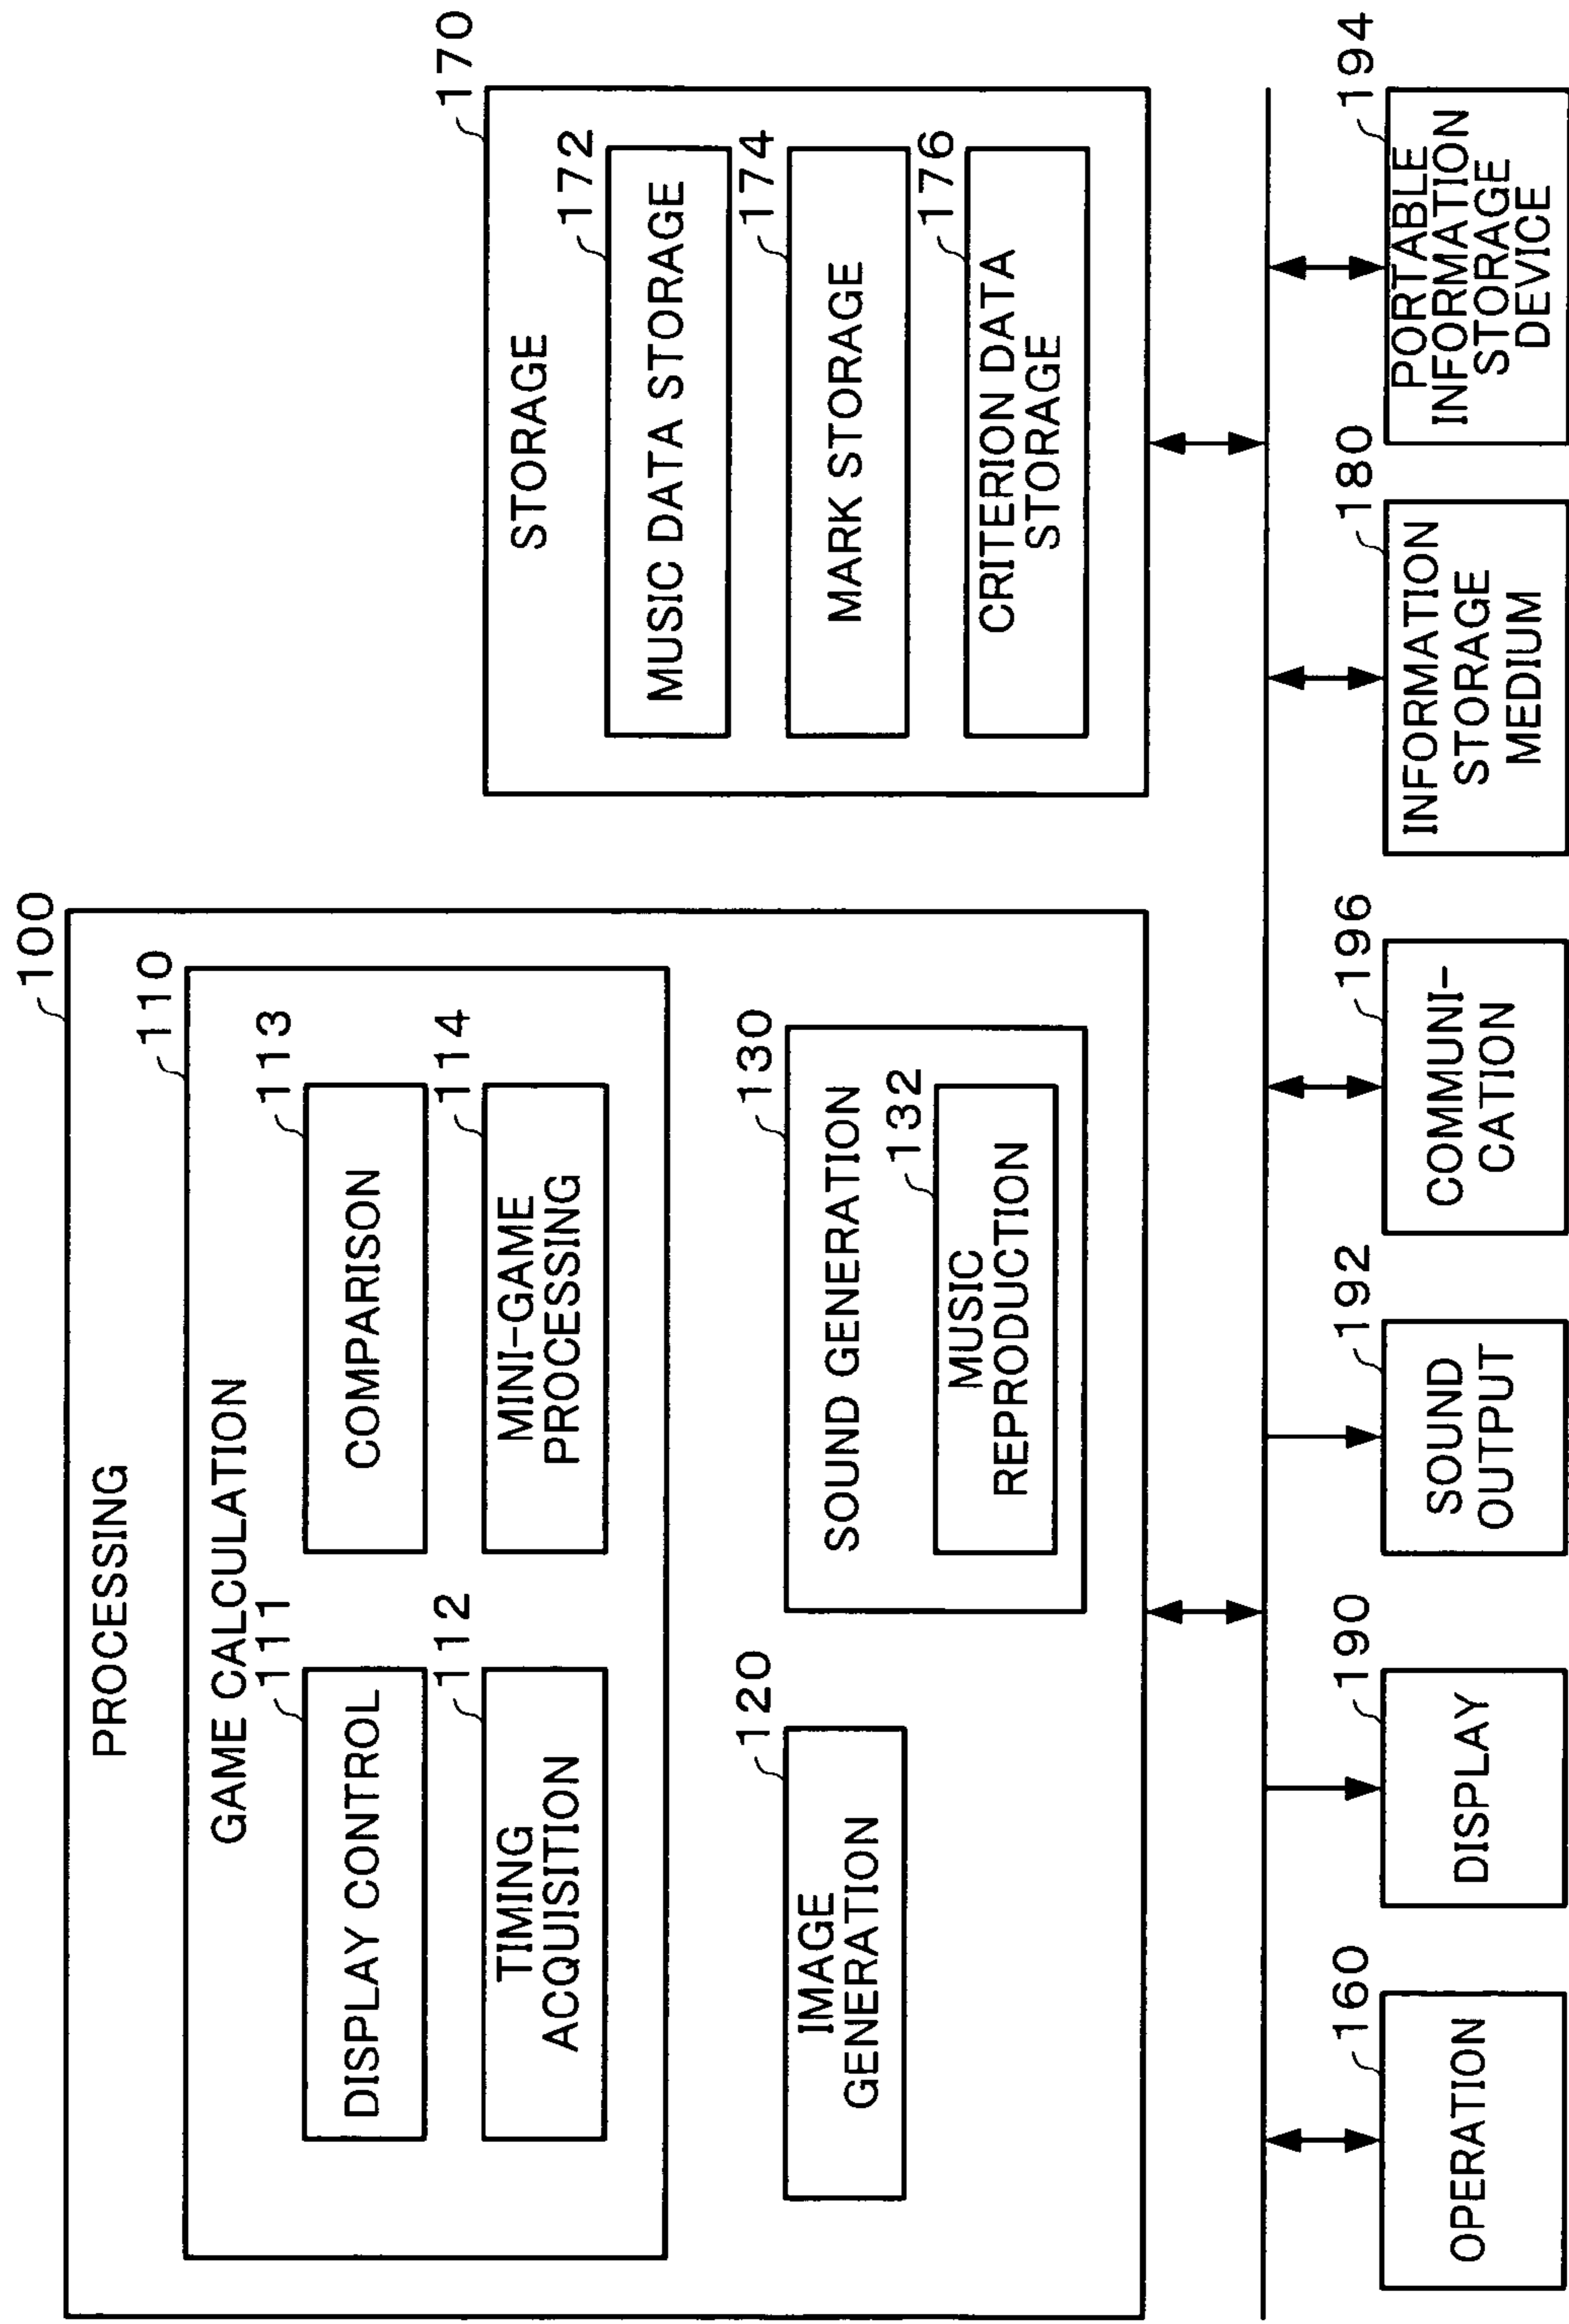 100
PROCESSING
110
GAME CALCULATION
111
DISPLAY CONTROL
113
COMPARISON
112
TIMING
ACQUISITION
114
MINI-GAME
PROCESSING
120
IMAGE
GENERATION
130
SOUND GENERATION
132
MUSIC
REPRODUCTION
170
STORAGE
172
MUSIC DATA STORAGE
174
MARK STORAGE
176
CRITERION DATA
STORAGE
160
OPERATION
190
DISPLAY
192
SOUND
OUTPUT
196
COMMUNI-
CATION
180
INFORMATION
STORAGE
MEDIUM
194
PORTABLE
INFORMATION
STORAGE
DEVICE